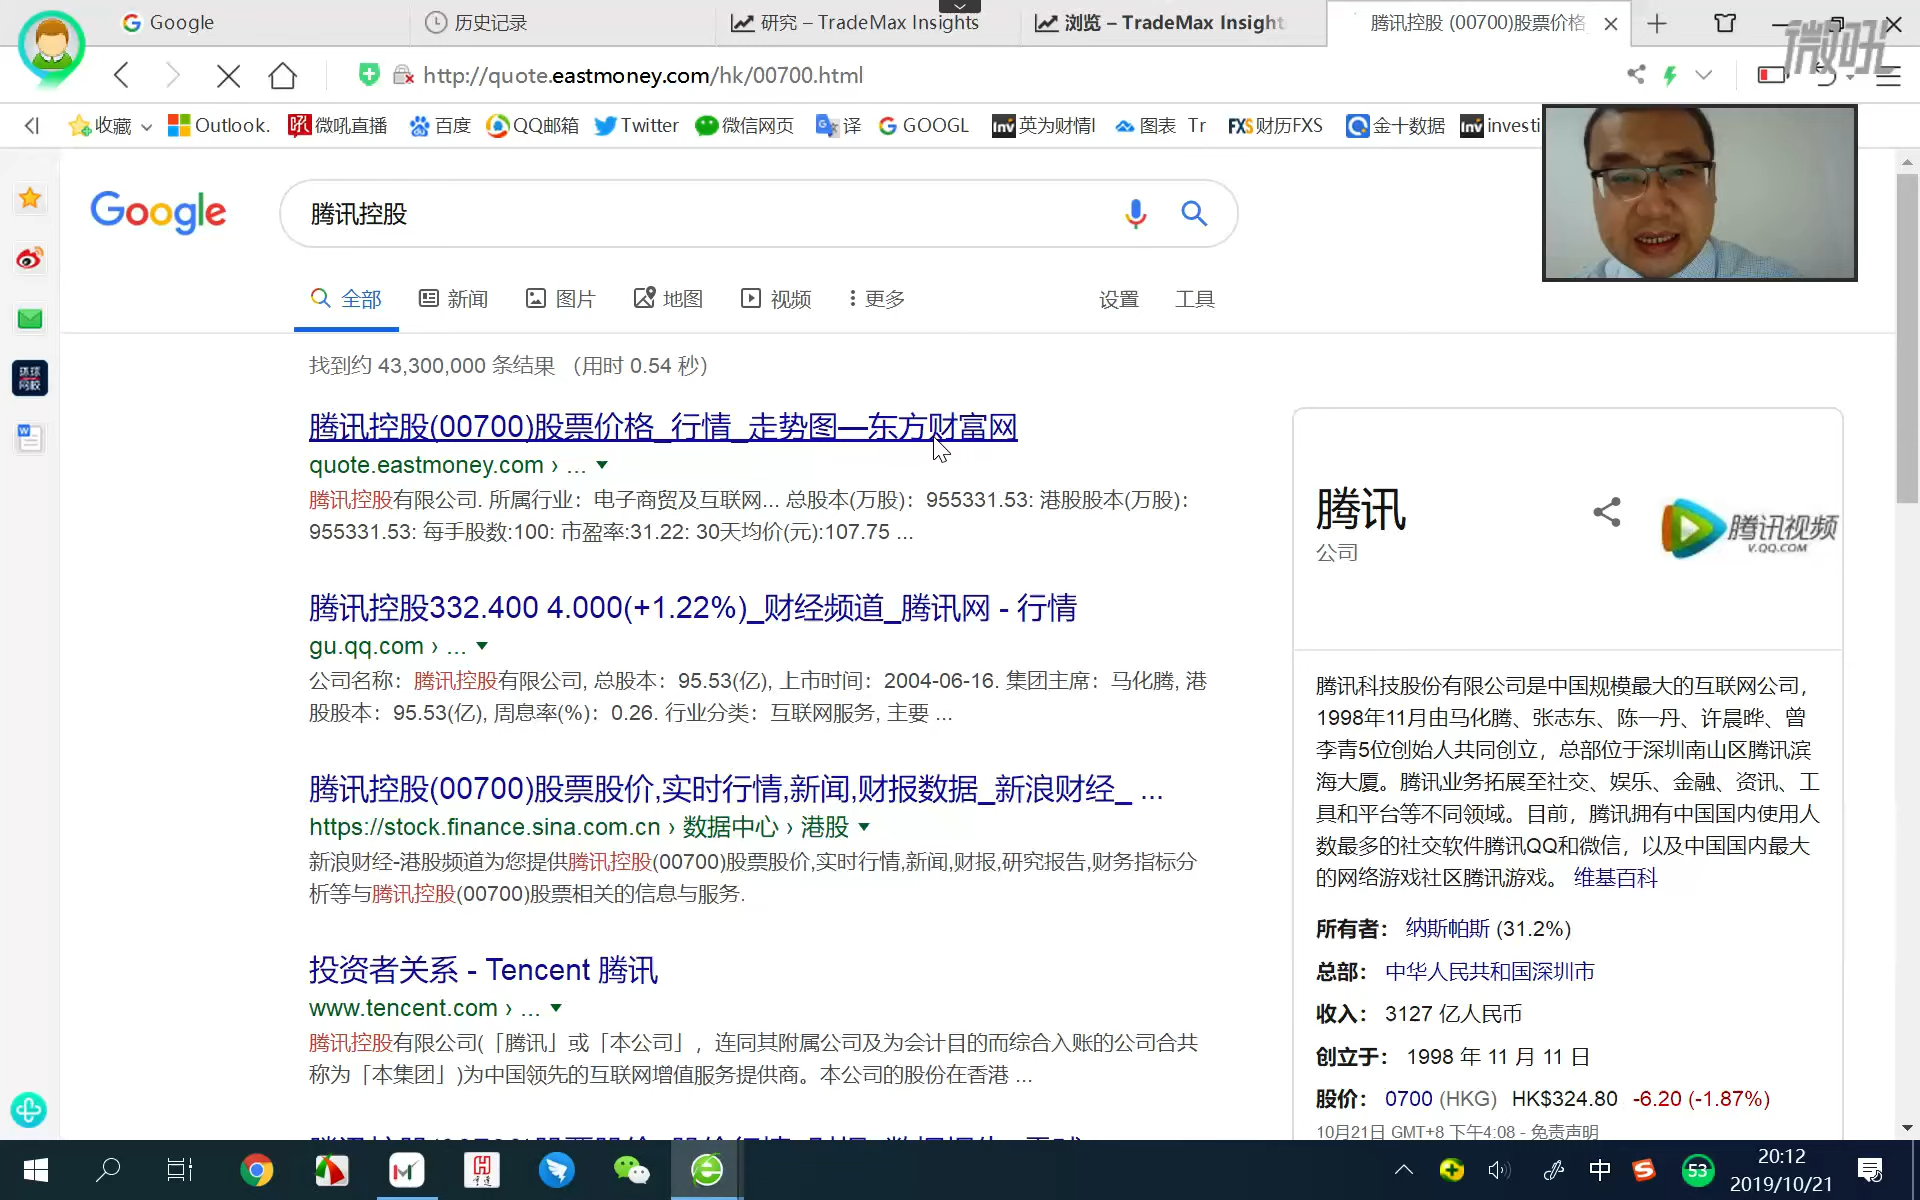 Google
历史记录
研究 – TradeMax Insights
浏览 – TradeMax Insight
腾讯控股 (00700)股票价格
微吼
http://quote.eastmoney.com/hk/00700.html
收藏
Outlook.
微吼直播
百度
QQ邮箱
Twitter
微信网页
译
GOOGL
英为财情I
图表 Tr
财历FXS
金十数据
investi
Google
腾讯控股
全部
新闻
图片
地图
视频
更多
设置
工具
找到约 43,300,000 条结果 （用时 0.54 秒）
腾讯控股(00700)股票价格_行情_走势图—东方财富网
quote.eastmoney.com › ...
腾讯控股有限公司. 所属行业：电子商贸及互联网... 总股本(万股)：955331.53: 港股股本(万股)：
955331.53: 每手股数:100: 市盈率:31.22: 30天均价(元):107.75 ...
腾讯控股332.400 4.000(+1.22%)_财经频道_腾讯网 - 行情
gu.qq.com › ...
公司名称：腾讯控股有限公司, 总股本：95.53(亿), 上市时间：2004-06-16. 集团主席：马化腾, 港
股股本：95.53(亿), 周息率(%)：0.26. 行业分类：互联网服务, 主要 ...
腾讯控股(00700)股票股价,实时行情,新闻,财报数据_新浪财经_ ...
https://stock.finance.sina.com.cn › 数据中心 › 港股
新浪财经-港股频道为您提供腾讯控股(00700)股票股价,实时行情,新闻,财报,研究报告,财务指标分
析等与腾讯控股(00700)股票相关的信息与服务.
投资者关系 - Tencent 腾讯
www.tencent.com › ...
腾讯控股有限公司(「腾讯」或「本公司」，连同其附属公司及为会计目的而综合入账的公司合共
称为「本集团」)为中国领先的互联网增值服务提供商。本公司的股份在香港 ...
腾讯
公司
腾讯视频
V.QQ.COM
腾讯科技股份有限公司是中国规模最大的互联网公司，
1998年11月由马化腾、张志东、陈一丹、许晨晔、曾
李青5位创始人共同创立，总部位于深圳南山区腾讯滨
海大厦。腾讯业务拓展至社交、娱乐、金融、资讯、工
具和平台等不同领域。目前，腾讯拥有中国国内使用人
数最多的社交软件腾讯QQ和微信，以及中国国内最大
的网络游戏社区腾讯游戏。 维基百科
所有者： 纳斯帕斯 (31.2%)
总部： 中华人民共和国深圳市
收入： 3127 亿人民币
创立于： 1998 年 11 月 11 日
股价： 0700 (HKG) HK$324.80 -6.20 (-1.87%)
10月21日 GMT+8 下午4:08 - 免责声明
环球
网校
中
53
20:12
2019/10/21